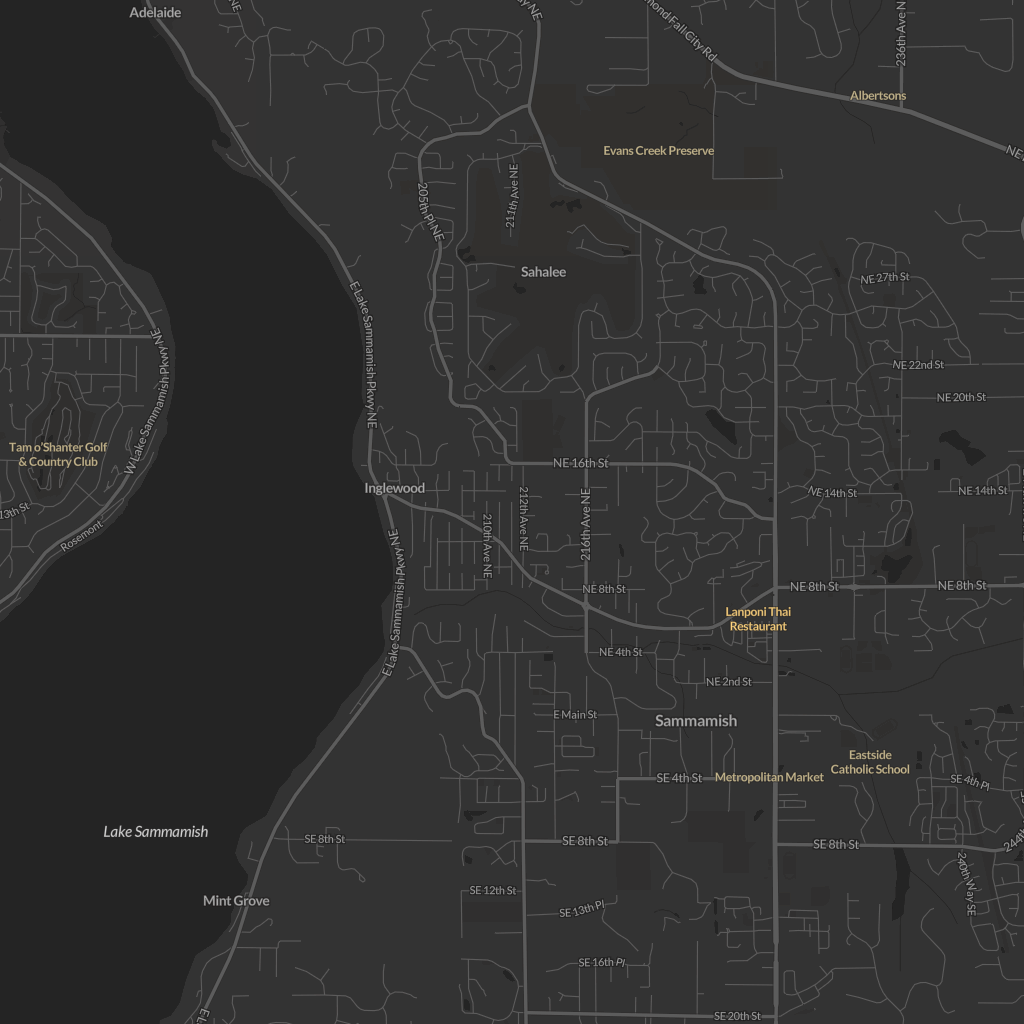 Adelaide
NE
236th Ave N
Albertsons
Evans Creek Preserve
NE
211th Ave NE
205th Pl NE
Sahalee
NE 27th St
E Lake Sammamish Pkwy NE
W Lake Sammamish Pkwy NE
NE 22nd St
NE 20th St
Tam o'Shanter Golf
& Country Club
NE 16th St
Inglewood
NE 14th St
NE 14th St
13th St
Rosemont
210th Ave NE
212th Ave NE
216th Ave NE
E Lake Sammamish Pkwy NE
NE 8th St
NE 8th St
NE 8th St
Lanponi Thai
Restaurant
NE 4th St
NE 2nd St
E Main St
Sammamish
Eastside
Catholic School
SE 4th St
Metropolitan Market
SE 4th Pl
Lake Sammamish
SE 8th St
SE 8th St
SE 8th St
244th
240th Way SE
SE 12th St
Mint Grove
SE 13th Pl
SE 16th Pl
SE 20th St